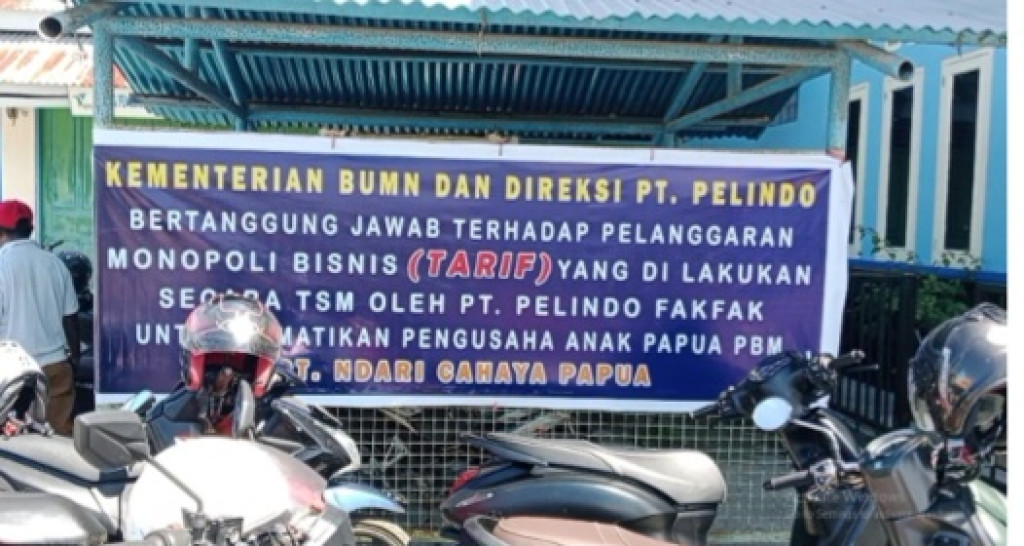 KEMENTERIAN BUMN DAN DIREKSI PT. PELINDO
BERTANGGUNG JAWAB TERHADAP PELANGGARAN
MONOPOLI BISNIS (TARIF) YANG DI LAKUKAN
SECARA TSM OLEH PT. PELINDO FAKFAK
PENGUSAHA ANAK PAPUA PBM
NDARI CAHAYA PAPUA